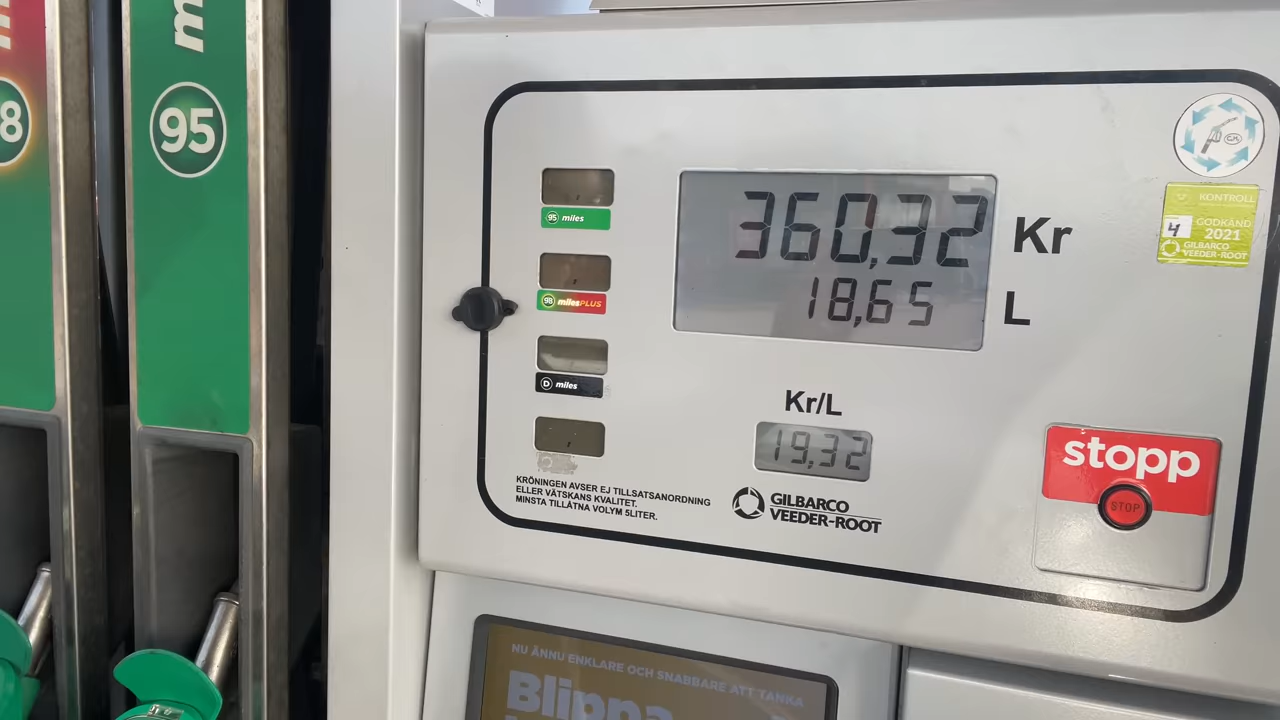 m
8
95
360,32 Kr
18,65 L
Kr/L
19,32
95 miles
98 milesPLUS
D miles
KRÖNINGEN AVSER EJ TILLSATSANORDNING
ELLER VÄTSKANS KVALITET.
MINSTA TILLÅTNA VOLYM 5LITER.
GILBARCO
VEEDER-ROOT
KONTROLL
GODKÄND
4 2021
GILBARCO
VEEDER-ROOT
stopp
STOP
NU ÄNNU ENKLARE OCH SNABBARE ATT TANKA
Blippa